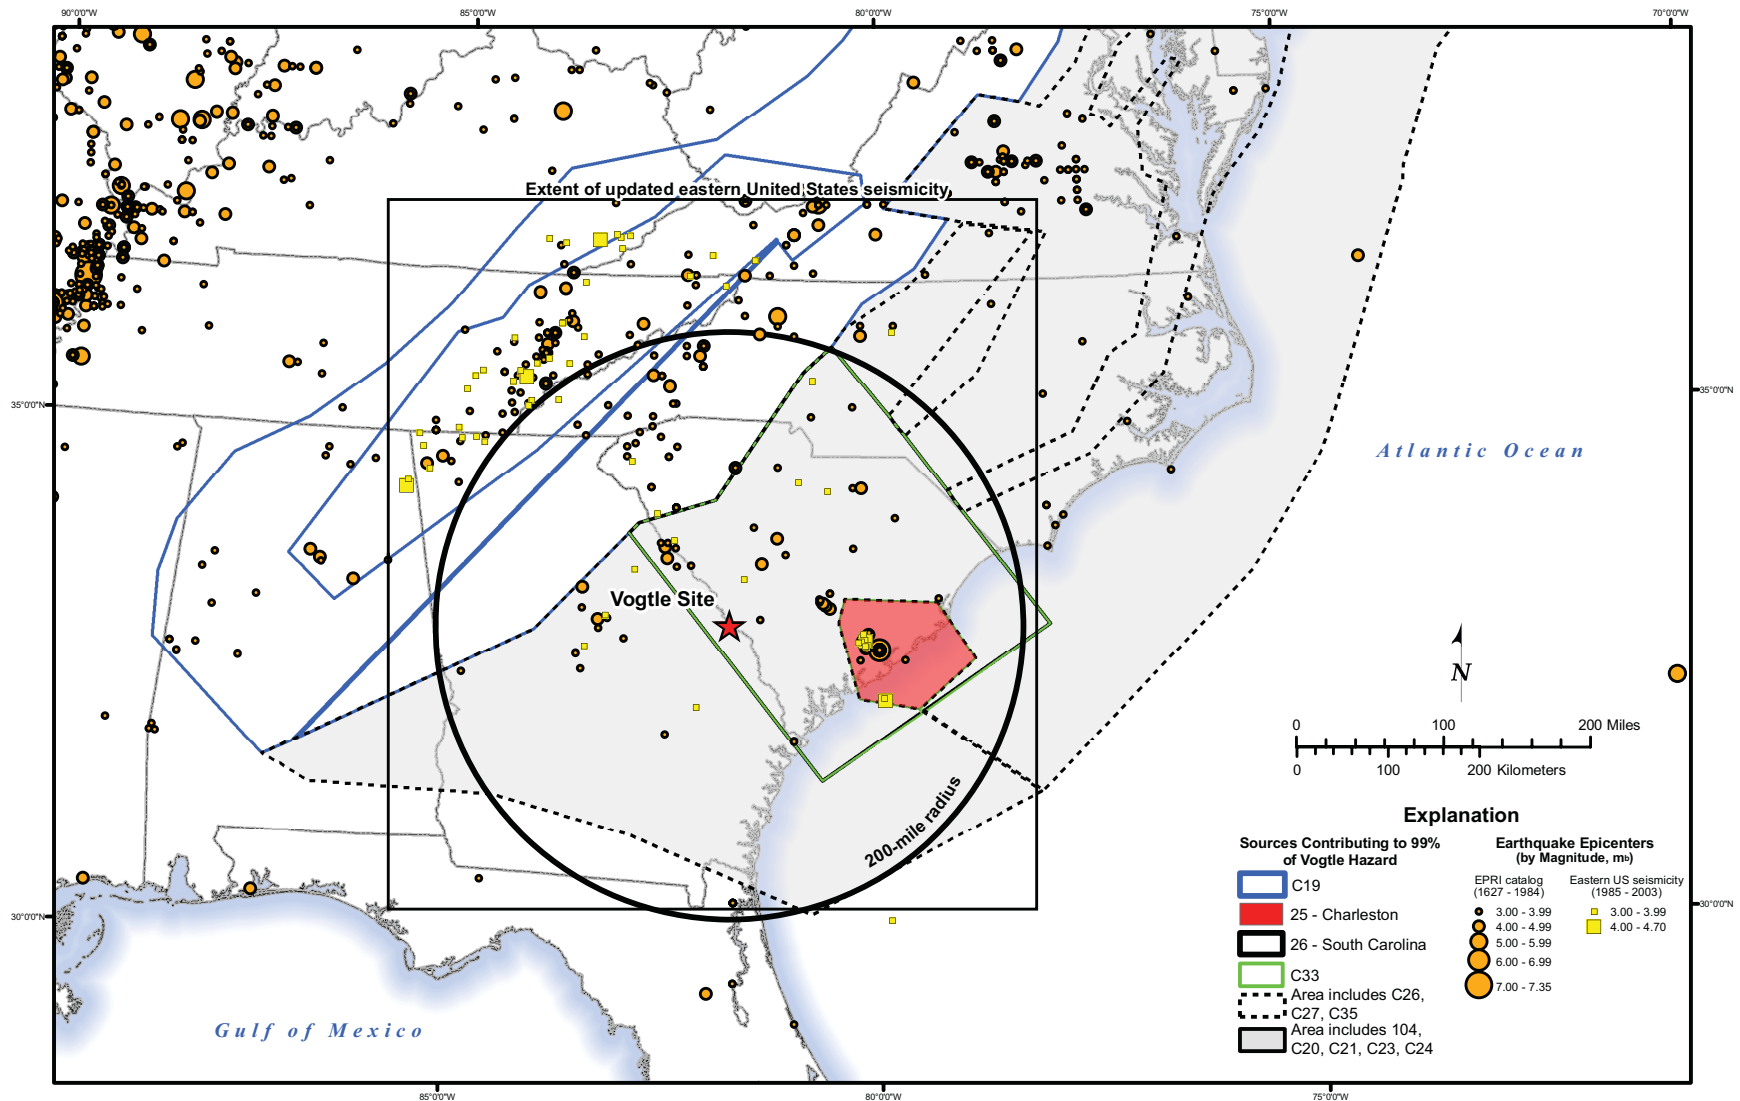 90°0'0"W
85°0'0"W
80°0'0"W
75°0'0"W
70°0'0"W
Extent of updated eastern United States seismicity
35°0'0"N
35°0'0"N
Atlantic Ocean
Vogtle Site
N
0 100 200 Miles
0 100 200 Kilometers
200-mile radius
Explanation
Sources Contributing to 99%
of Vogtle Hazard
C19
25 - Charleston
26 - South Carolina
C33
Area includes C26,
C27, C35
Area includes 104,
C20, C21, C23, C24
Earthquake Epicenters
(by Magnitude, mb)
EPRI catalog
(1627 - 1984)
3.00 - 3.99
4.00 - 4.99
5.00 - 5.99
6.00 - 6.99
7.00 - 7.35
Eastern US seismicity
(1985 - 2003)
3.00 - 3.99
4.00 - 4.70
30°0'0"N
30°0'0"N
Gulf of Mexico
85°0'0"W
80°0'0"W
75°0'0"W